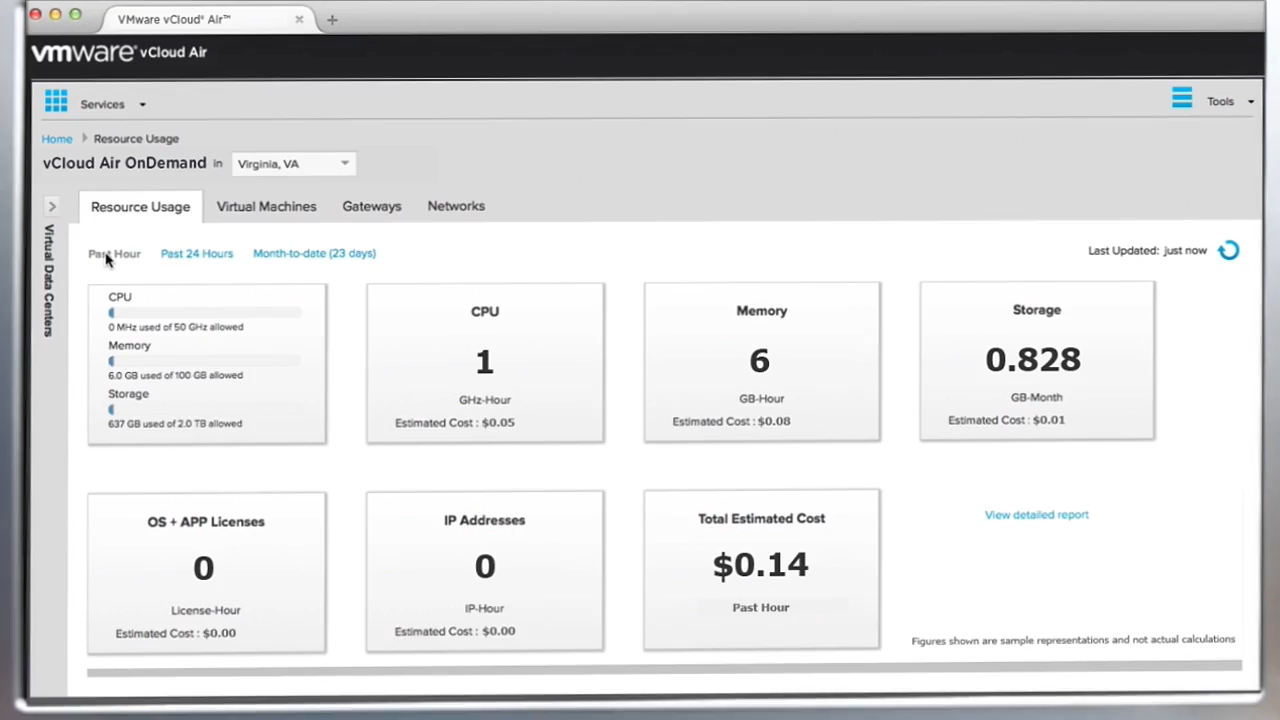 VMware vCloud® Air™
vmware® vCloud Air
Services
Tools
Home Resource Usage
vCloud Air OnDemand in Virginia, VA
Resource Usage Virtual Machines Gateways Networks
Virtual Data Centers
Past Hour Past 24 Hours Month-to-date (23 days)
Last Updated: just now
CPU
0 MHz used of 50 GHz allowed
Memory
6.0 GB used of 100 GB allowed
Storage
637 GB used of 2.0 TB allowed
CPU
1
GHz-Hour
Estimated Cost : $0.05
Memory
6
GB-Hour
Estimated Cost : $0.08
Storage
0.828
GB-Month
Estimated Cost : $0.01
OS + APP Licenses
0
License-Hour
Estimated Cost : $0.00
IP Addresses
0
IP-Hour
Estimated Cost : $0.00
Total Estimated Cost
$0.14
Past Hour
View detailed report
Figures shown are sample representations and not actual calculations